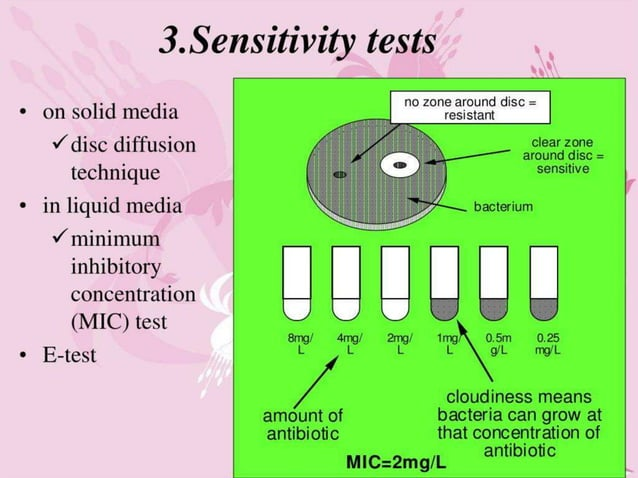 3.Sensitivity tests
• on solid media
✓disc diffusion
technique
• in liquid media
✓minimum
inhibitory
concentration
(MIC) test
• E-test
no zone around disc =
resistant
clear zone
around disc =
sensitive
bacterium
8mg/
L
4mg/
L
2mg/
L
1mg/
L
0.5m
g/L
0.25
mg/L
amount of
antibiotic
cloudiness means
bacteria can grow at
that concentration of
antibiotic
MIC=2mg/L